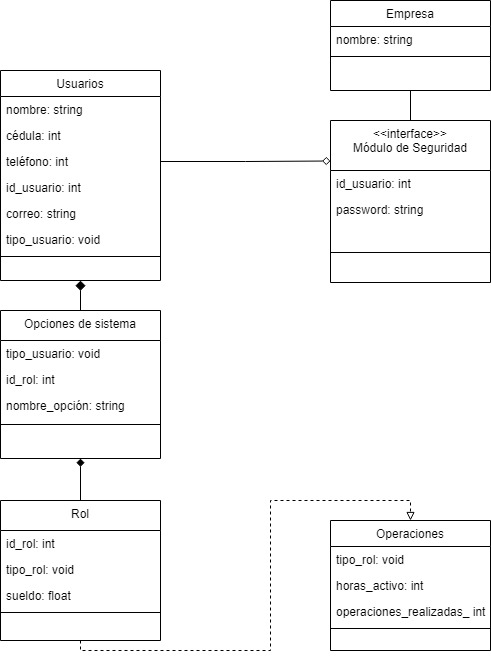 Empresa
nombre: string
Usuarios
nombre: string
cédula: int
teléfono: int
id_usuario: int
correo: string
tipo_usuario: void
<<interface>>
Módulo de Seguridad
id_usuario: int
password: string
Opciones de sistema
tipo_usuario: void
id_rol: int
nombre_opción: string
Rol
id_rol: int
tipo_rol: void
sueldo: float
Operaciones
tipo_rol: void
horas_activo: int
operaciones_realizadas_ int